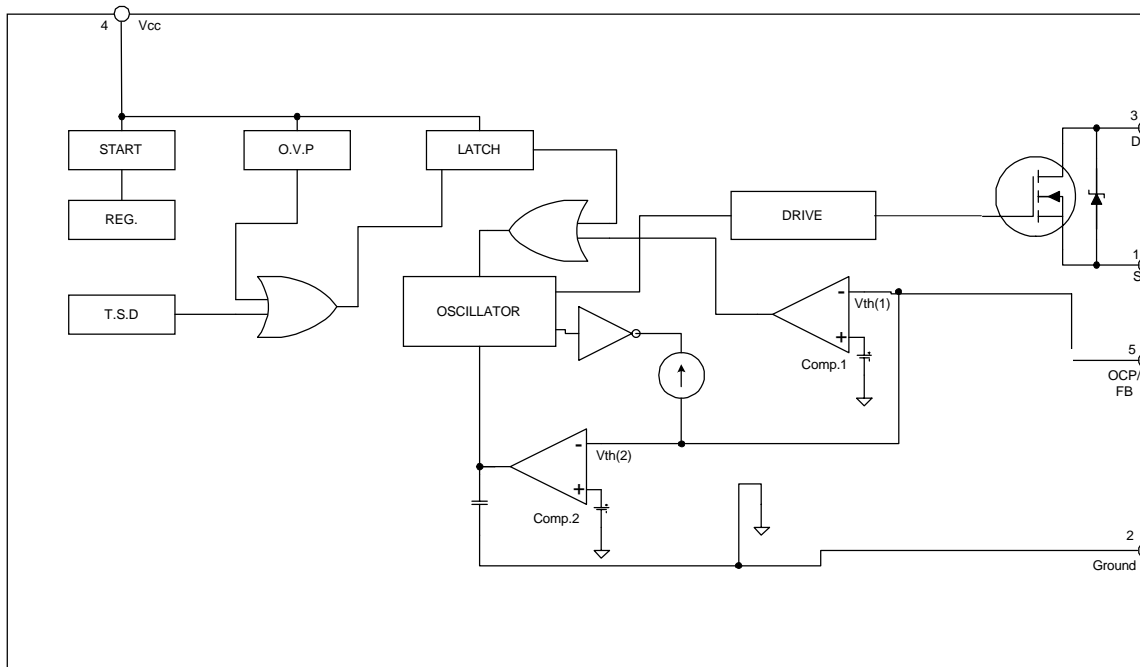 4 Vcc
3
D
START
O.V.P
LATCH
REG.
DRIVE
1
S
T.S.D
OSCILLATOR
-
Vth(1)
+
Comp.1
5
OCP/
FB
-
Vth(2)
+
Comp.2
2
Ground